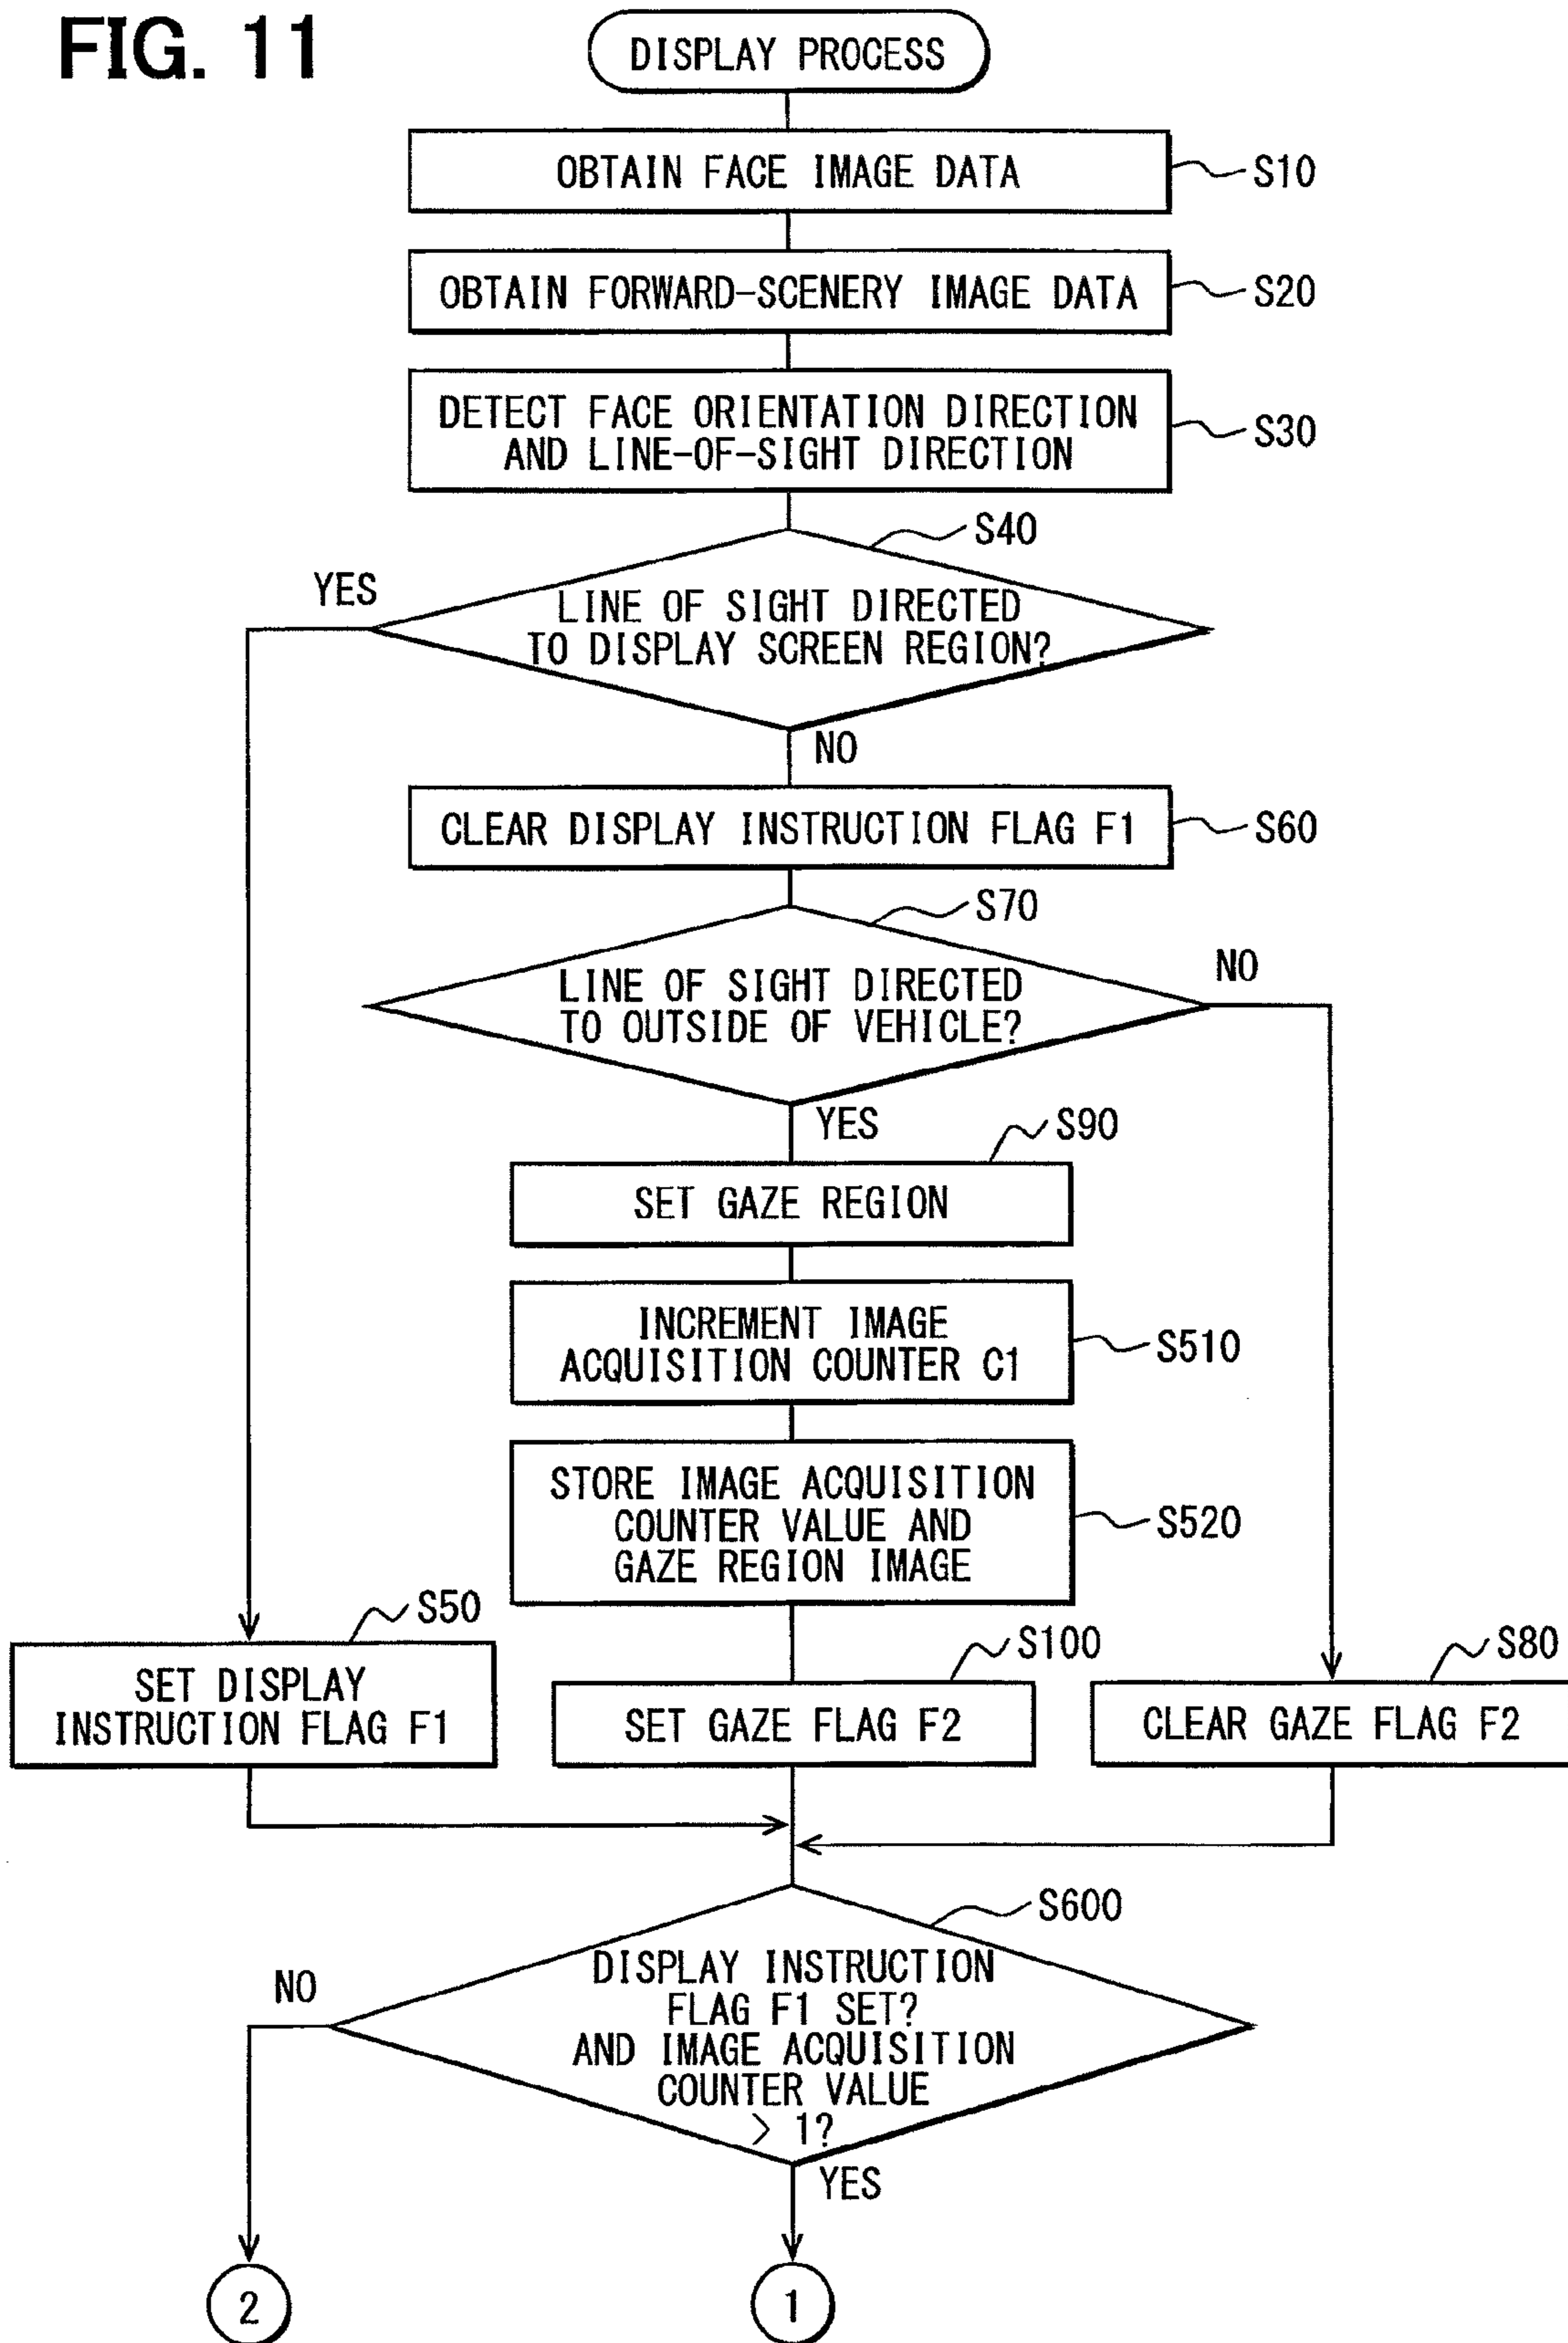 FIG. 11
DISPLAY PROCESS
OBTAIN FACE IMAGE DATA
S10
OBTAIN FORWARD-SCENERY IMAGE DATA
S20
DETECT FACE ORIENTATION DIRECTION
AND LINE-OF-SIGHT DIRECTION
S30
S40
YES
LINE OF SIGHT DIRECTED
TO DISPLAY SCREEN REGION?
NO
CLEAR DISPLAY INSTRUCTION FLAG F1
S60
S70
NO
LINE OF SIGHT DIRECTED
TO OUTSIDE OF VEHICLE?
YES
S90
SET GAZE REGION
INCREMENT IMAGE
ACQUISITION COUNTER C1
S510
STORE IMAGE ACQUISITION
COUNTER VALUE AND
GAZE REGION IMAGE
S520
S50
SET DISPLAY
INSTRUCTION FLAG F1
S100
SET GAZE FLAG F2
S80
CLEAR GAZE FLAG F2
S600
NO
DISPLAY INSTRUCTION
FLAG F1 SET?
AND IMAGE ACQUISITION
COUNTER VALUE
> 1?
YES
2
1